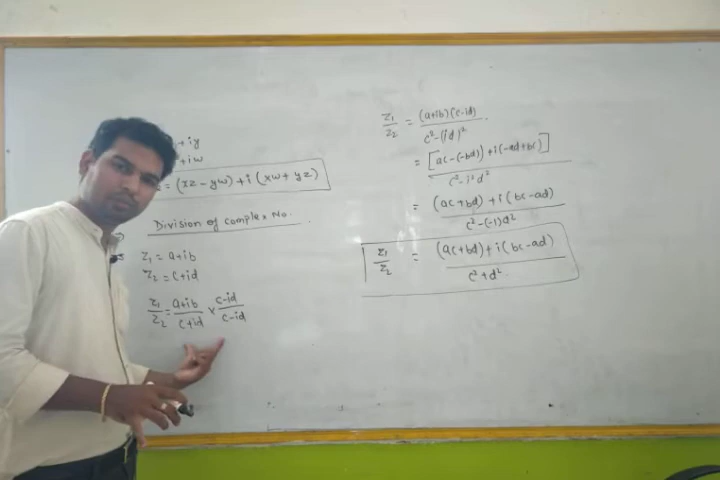 +iy
+iw
= (xz - yw) + i (xw + yz)
Division of complex No.
z₁ = a+ib
z₂ = c+id
z₁/z₂ = (a+ib)/(c+id) × (c-id)/(c-id)
z₁/z₂ = (a+ib)(c-id)/(c²-(id)²).
= [ac-(-bd)) + i(-ad+bc)]/(c²-i²d²)
= (ac+bd) + i(bc-ad)/(c²-(-1)d²)
z₁/z₂ = (ac+bd)+i(bc-ad)/(c²+d².)